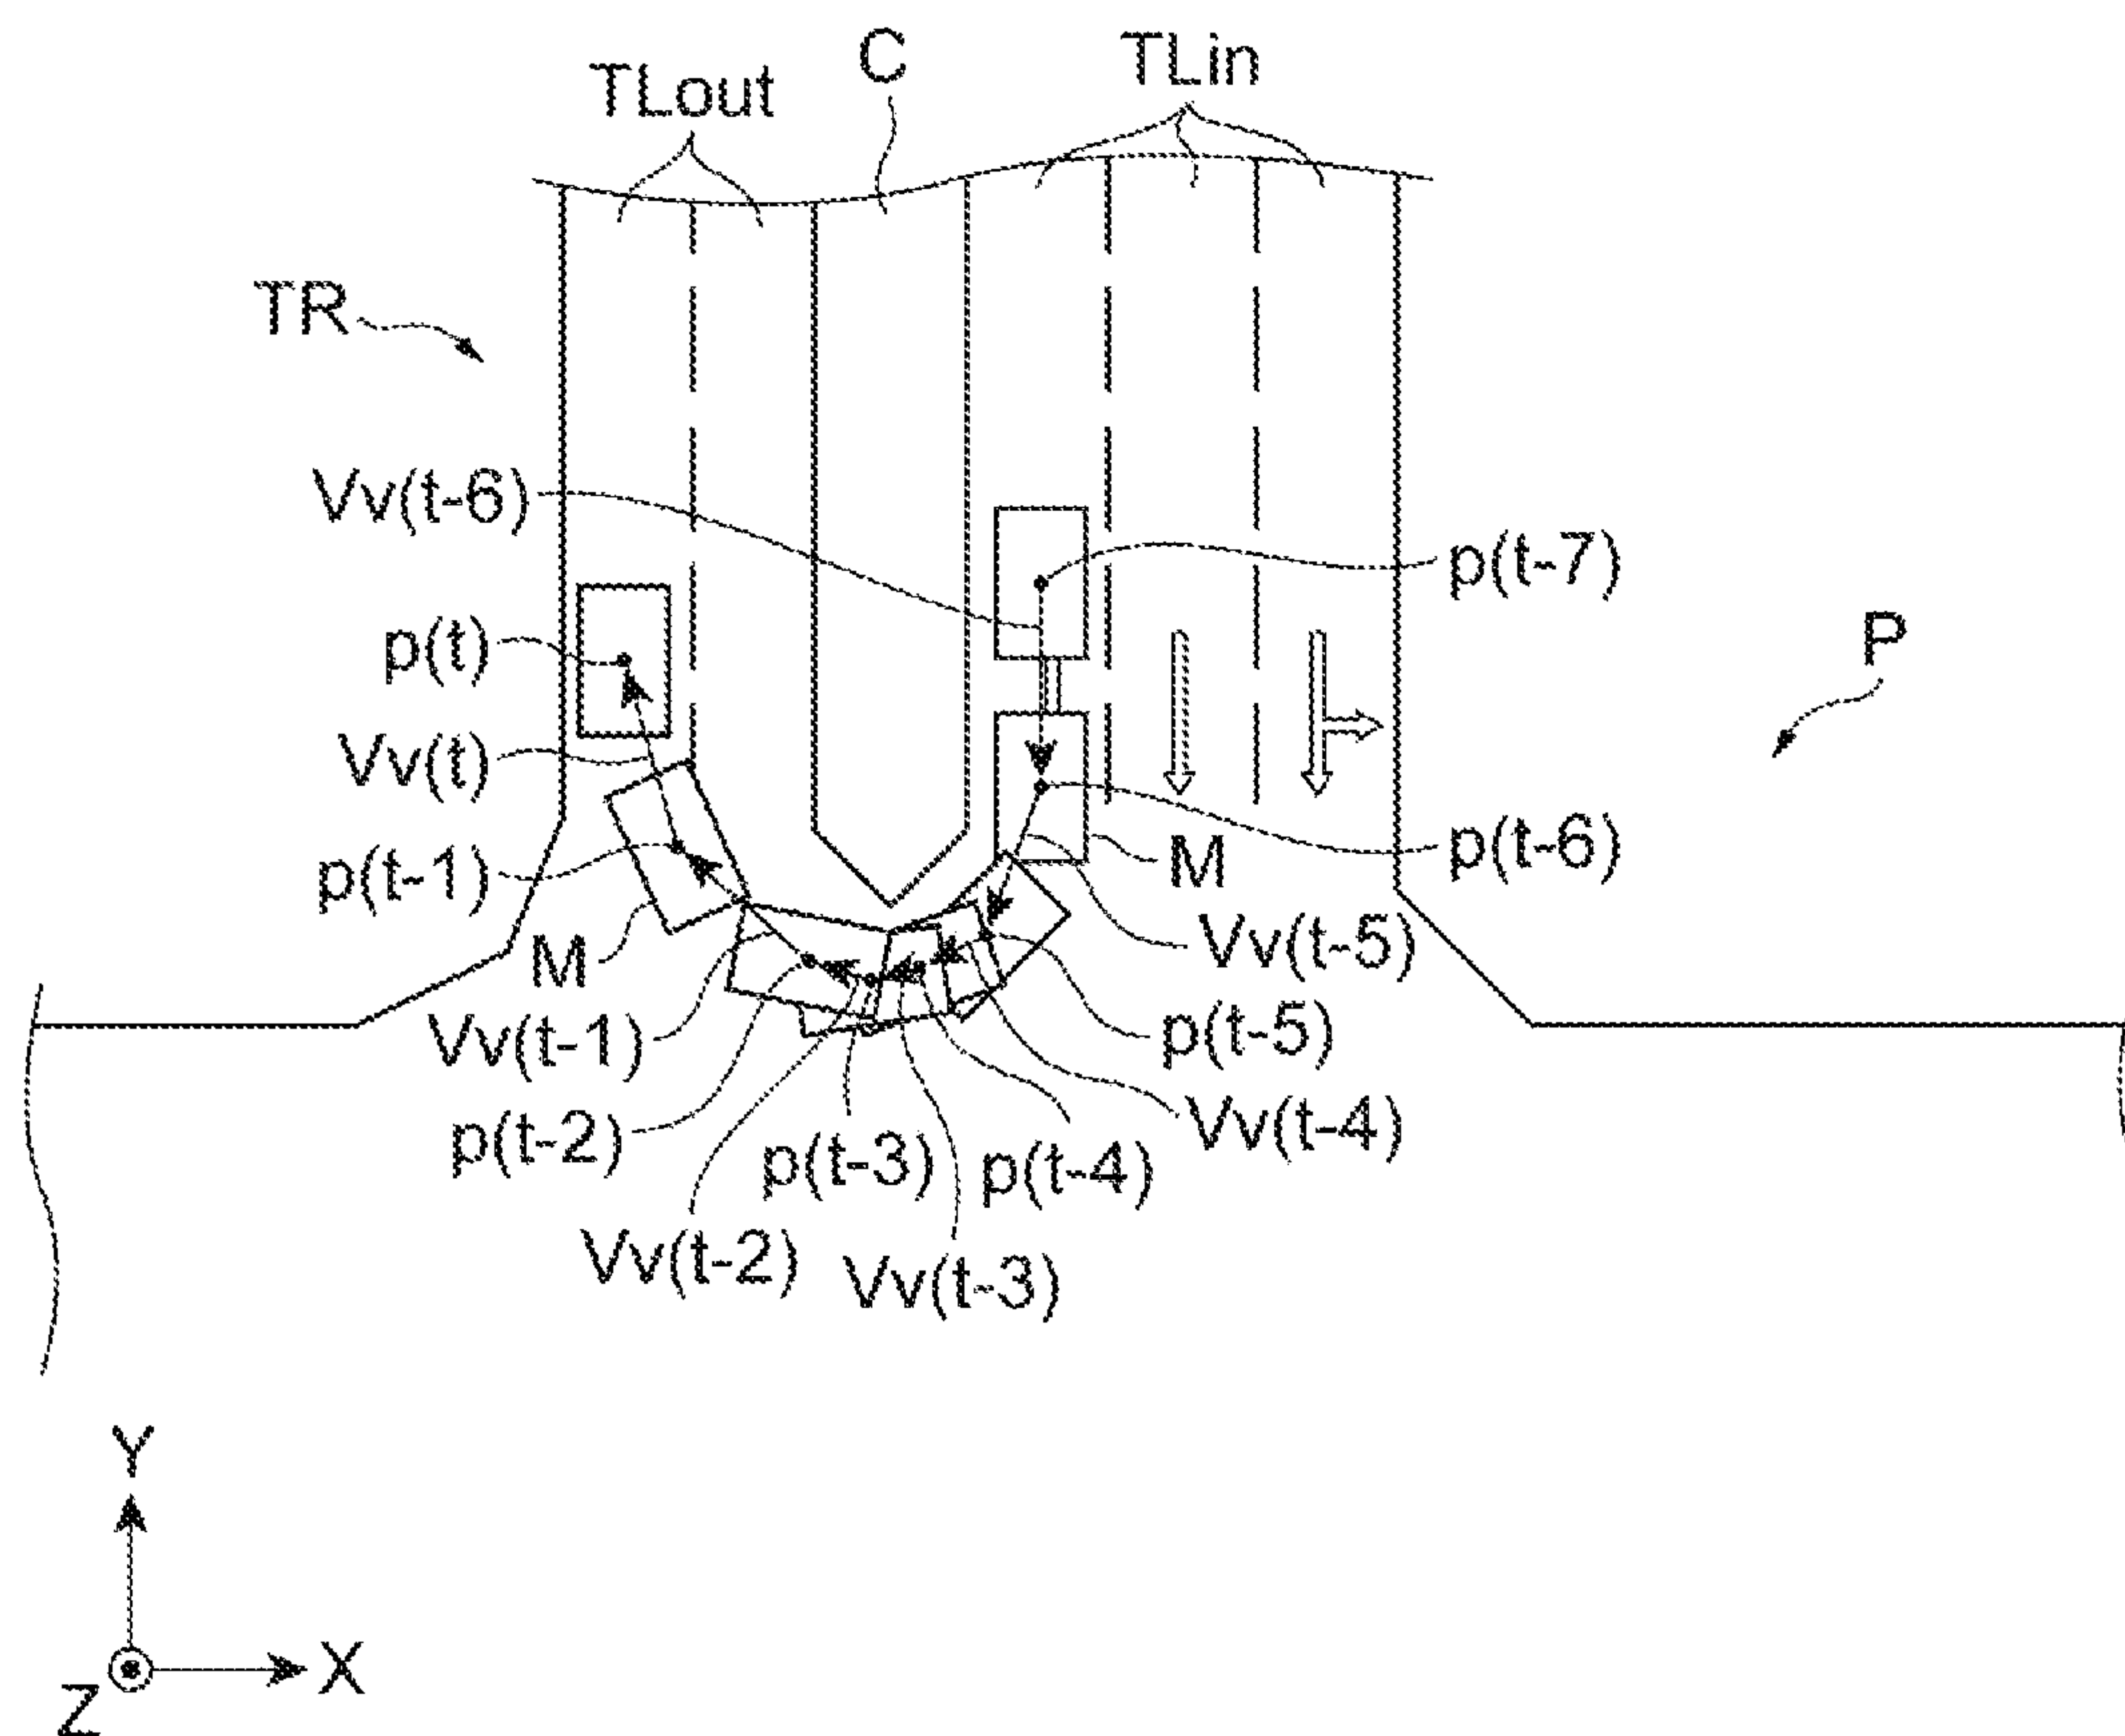 C
TLin
TLout
TR
Vv(t-6)
p(t-7)
p(t)
P
Vv(t)
p(t-1)
M
p(t-6)
M
Vv(t-5)
Vv(t-1)
p(t-5)
p(t-2)
Vv(t-4)
p(t-3)
p(t-4)
Vv(t-2)
Vv(t-3)
Y
X
Z